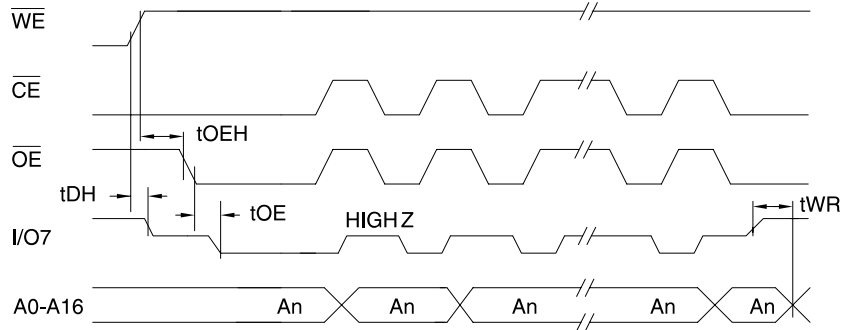 WE
CE
tOEH
OE
tDH
tOE
tWR
I/O7
HIGH Z
A0-A16 An An An An An